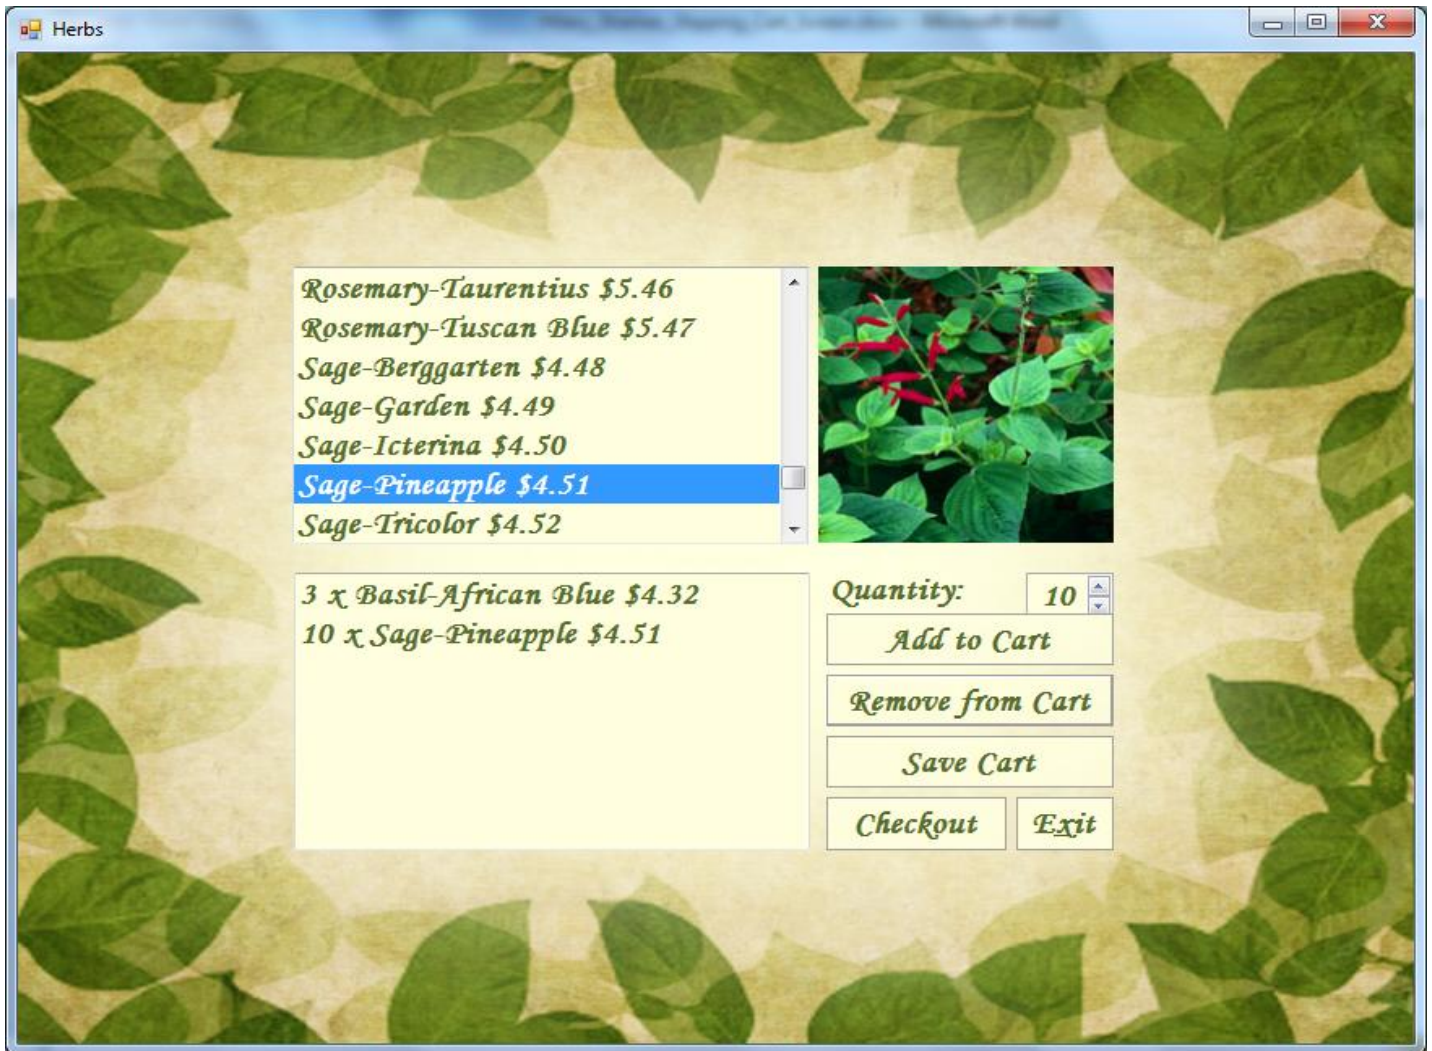 Herbs
Rosemary-Taurentius $5.46
Rosemary-Tuscan Blue $5.47
Sage-Berggarten $4.48
Sage-Garden $4.49
Sage-Icterina $4.50
Sage-Pineapple $4.51
Sage-Tricolor $4.52
3 x Basil-African Blue $4.32
10 x Sage-Pineapple $4.51
Quantity: 10
Add to Cart
Remove from Cart
Save Cart
Checkout Exit